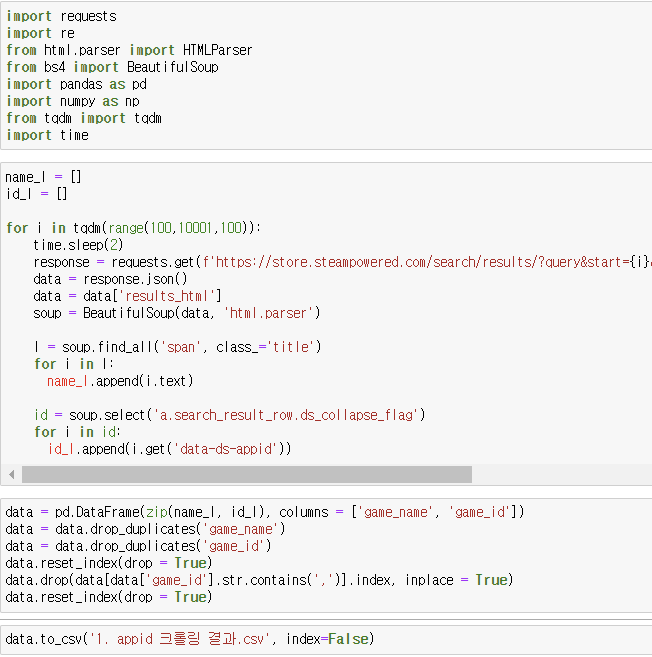 import requests
import re
from html.parser import HTMLParser
from bs4 import BeautifulSoup
import pandas as pd
import numpy as np
from tqdm import tqdm
import time
name_l = []
id_l = []
for i in tqdm(range(100,10001,100)):
    time.sleep(2)
    response = requests.get(f'https://store.steampowered.com/search/results/?query&start={i}&
    data = response.json()
    data = data['results_html']
    soup = BeautifulSoup(data, 'html.parser')
    l = soup.find_all('span', class_='title')
    for i in l:
      name_l.append(i.text)
    id = soup.select('a.search_result_row.ds_collapse_flag')
    for i in id:
      id_l.append(i.get('data-ds-appid'))
data = pd.DataFrame(zip(name_l, id_l), columns = ['game_name', 'game_id'])
data = data.drop_duplicates('game_name')
data = data.drop_duplicates('game_id')
data.reset_index(drop = True)
data.drop(data[data['game_id'].str.contains(',')].index, inplace = True)
data.reset_index(drop = True)
data.to_csv('1. appid 크롤링 결과.csv', index=False)